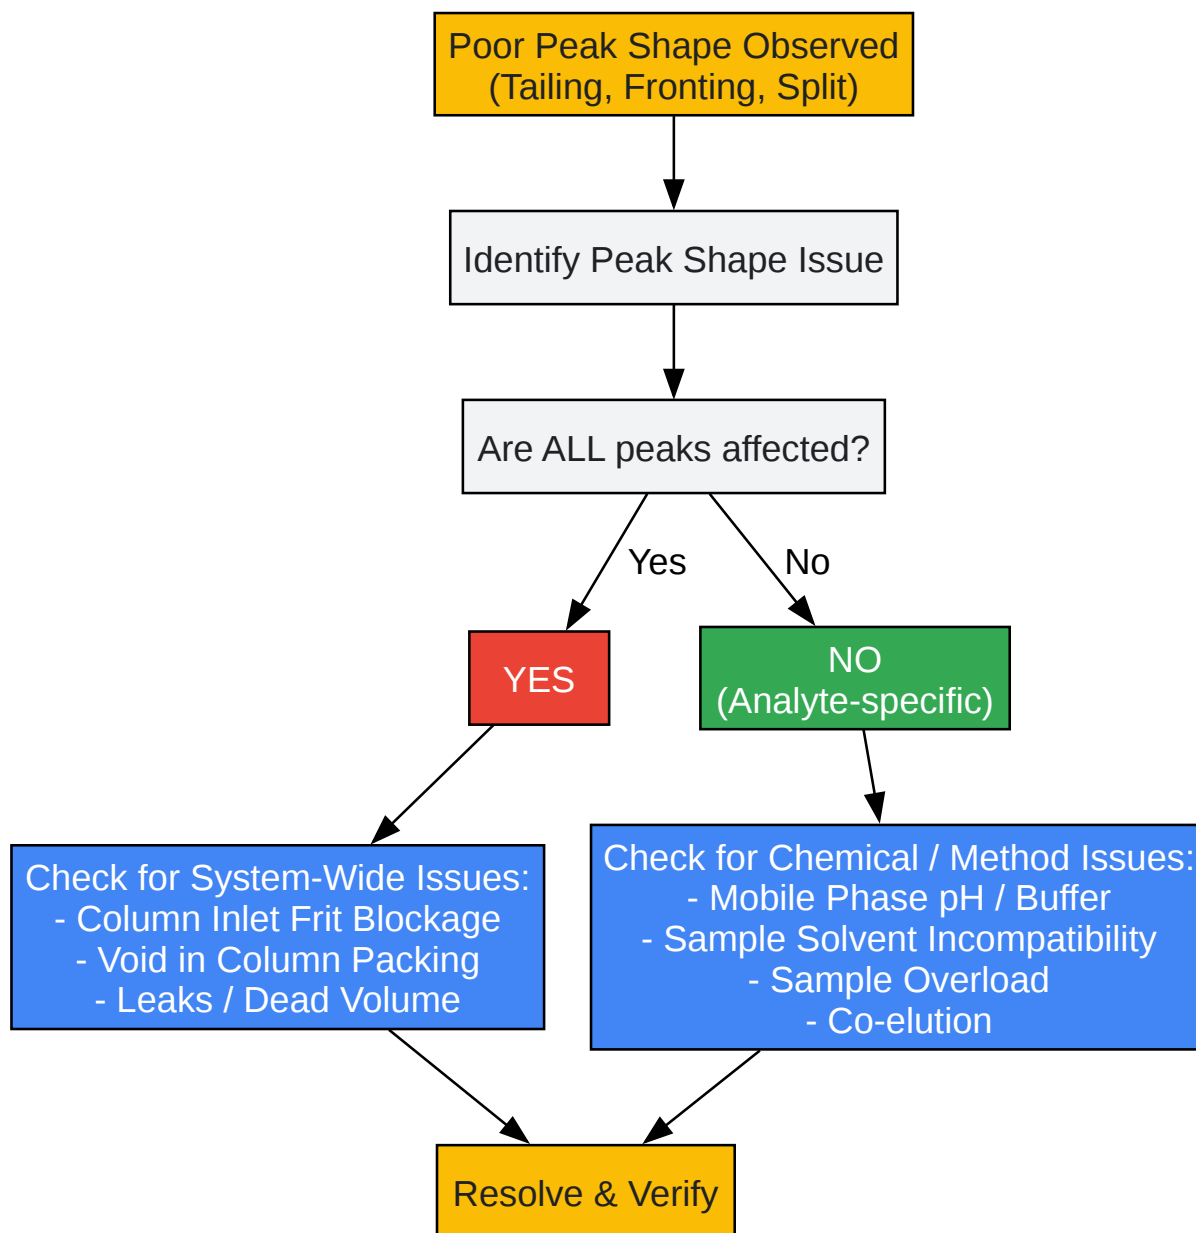 Poor Peak Shape Observed
(Tailing, Fronting, Split)
Identify Peak Shape Issue
Are ALL peaks affected?
Yes
No
YES
NO
(Analyte-specific)
Check for System-Wide Issues:
- Column Inlet Frit Blockage
- Void in Column Packing
- Leaks / Dead Volume
Check for Chemical / Method Issues:
- Mobile Phase pH / Buffer
- Sample Solvent Incompatibility
- Sample Overload
- Co-elution
Resolve & Verify